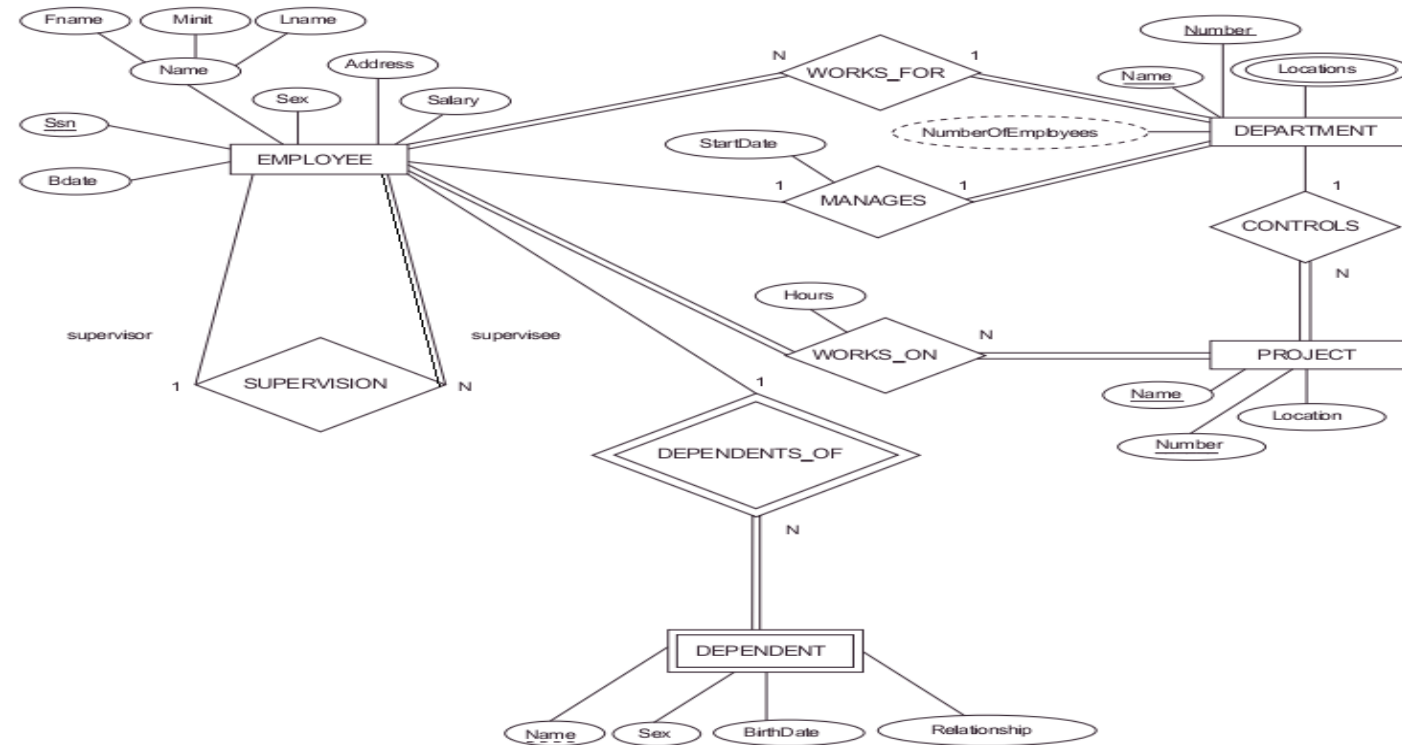 Fname
Minit
Lname
Name
Address
Sex
Salary
Ssn
Bdate
EMPLOYEE
N
WORKS_FOR
1
Number
Name
Locations
NumberOfEmployees
DEPARTMENT
StartDate
1
MANAGES
1
1
CONTROLS
N
supervisor
supervisee
1
SUPERVISION
N
Hours
WORKS_ON
N
PROJECT
Name
Number
Location
1
DEPENDENTS_OF
N
DEPENDENT
Name
Sex
BirthDate
Relationship